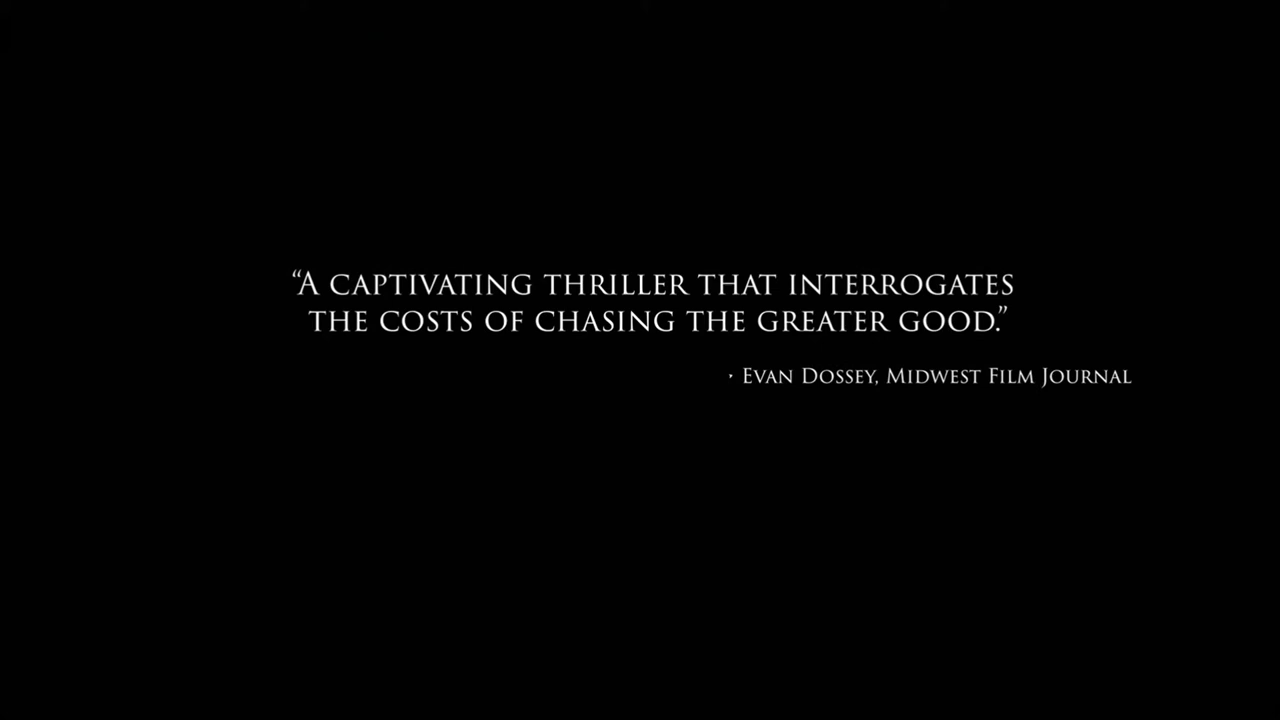 “A CAPTIVATING THRILLER THAT INTERROGATES
THE COSTS OF CHASING THE GREATER GOOD.”
· EVAN DOSSEY, MIDWEST FILM JOURNAL